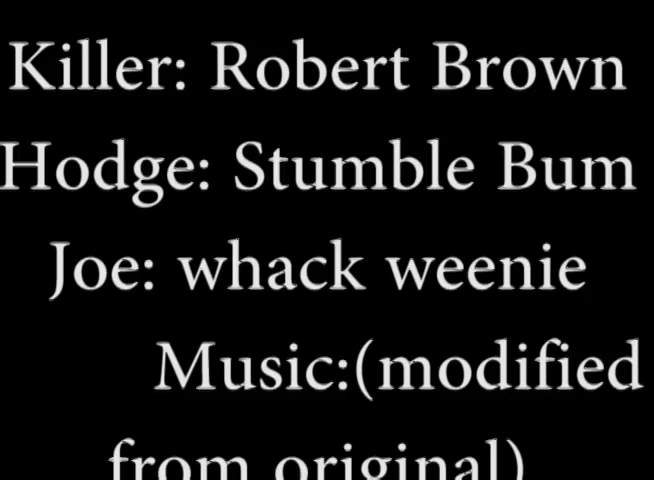 Killer: Robert Brown
Hodge: Stumble Bum
Joe: whack weenie
Music:(modified
from original)